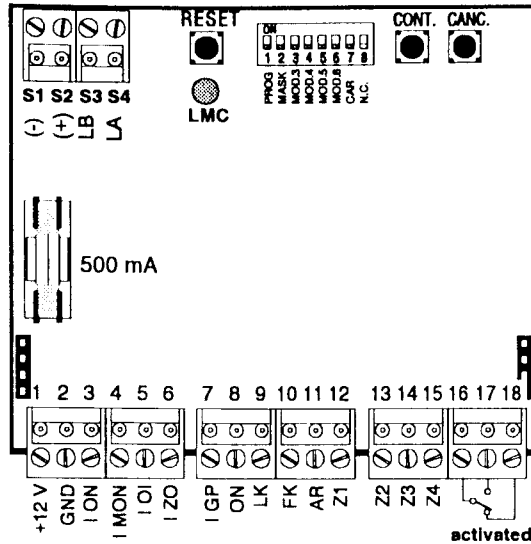 RESET
CONT. CANC.
ON
1 2 3 4 5 6 7 8
PROG
MASK
MOD.3
MOD.4
MOD.5
MOD.6
CAR
N.C.
LMC
S1 S2 S3 S4
(-)
(+)
LB
LA
500 mA
1 2 3 4 5 6 7 8 9 10 11 12 13 14 15 16 17 18
+12 V
GND
I ON
I MON
I OI
I ZO
I GP
ON
LK
FK
AR
Z1
Z2
Z3
Z4
activated